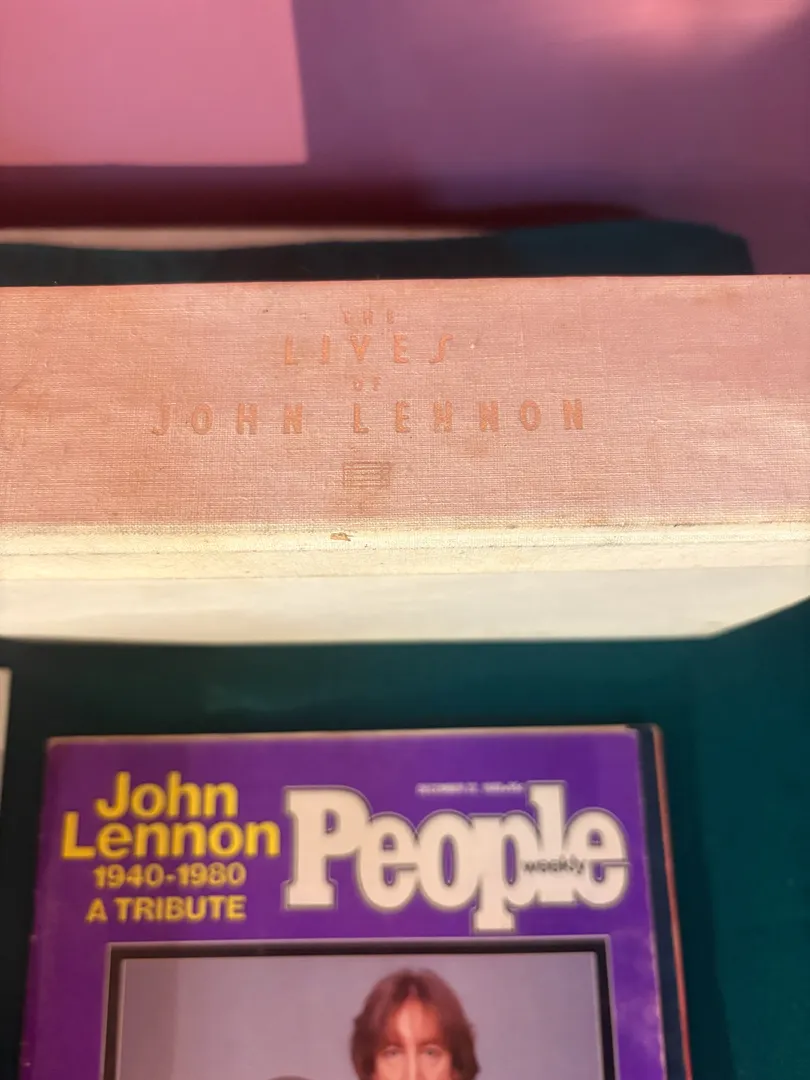 THE
LIVES
OF
JOHN LENNON
John
Lennon
1940-1980
A TRIBUTE
People
weekly